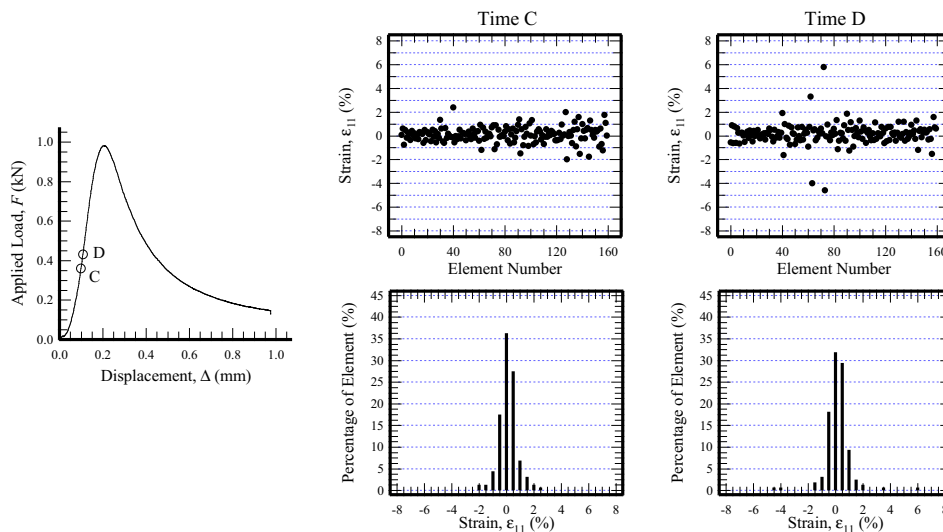 Time C
Time D
8
6
4
2
0
-2
-4
-6
-8
Strain, ε11 (%)
0 40 80 120 160
Element Number
8
6
4
2
0
-2
-4
-6
-8
Strain, ε11 (%)
0 40 80 120 160
Element Number
1.0
0.8
0.6
0.4
0.2
0.0
Applied Load, F (kN)
D
C
0.0 0.2 0.4 0.6 0.8 1.0
Displacement, Δ (mm)
45
40
35
30
25
20
15
10
5
0
Percentage of Element (%)
-8 -6 -4 -2 0 2 4 6 8
Strain, ε11 (%)
45
40
35
30
25
20
15
10
5
0
Percentage of Element (%)
-8 -6 -4 -2 0 2 4 6 8
Strain, ε11 (%)